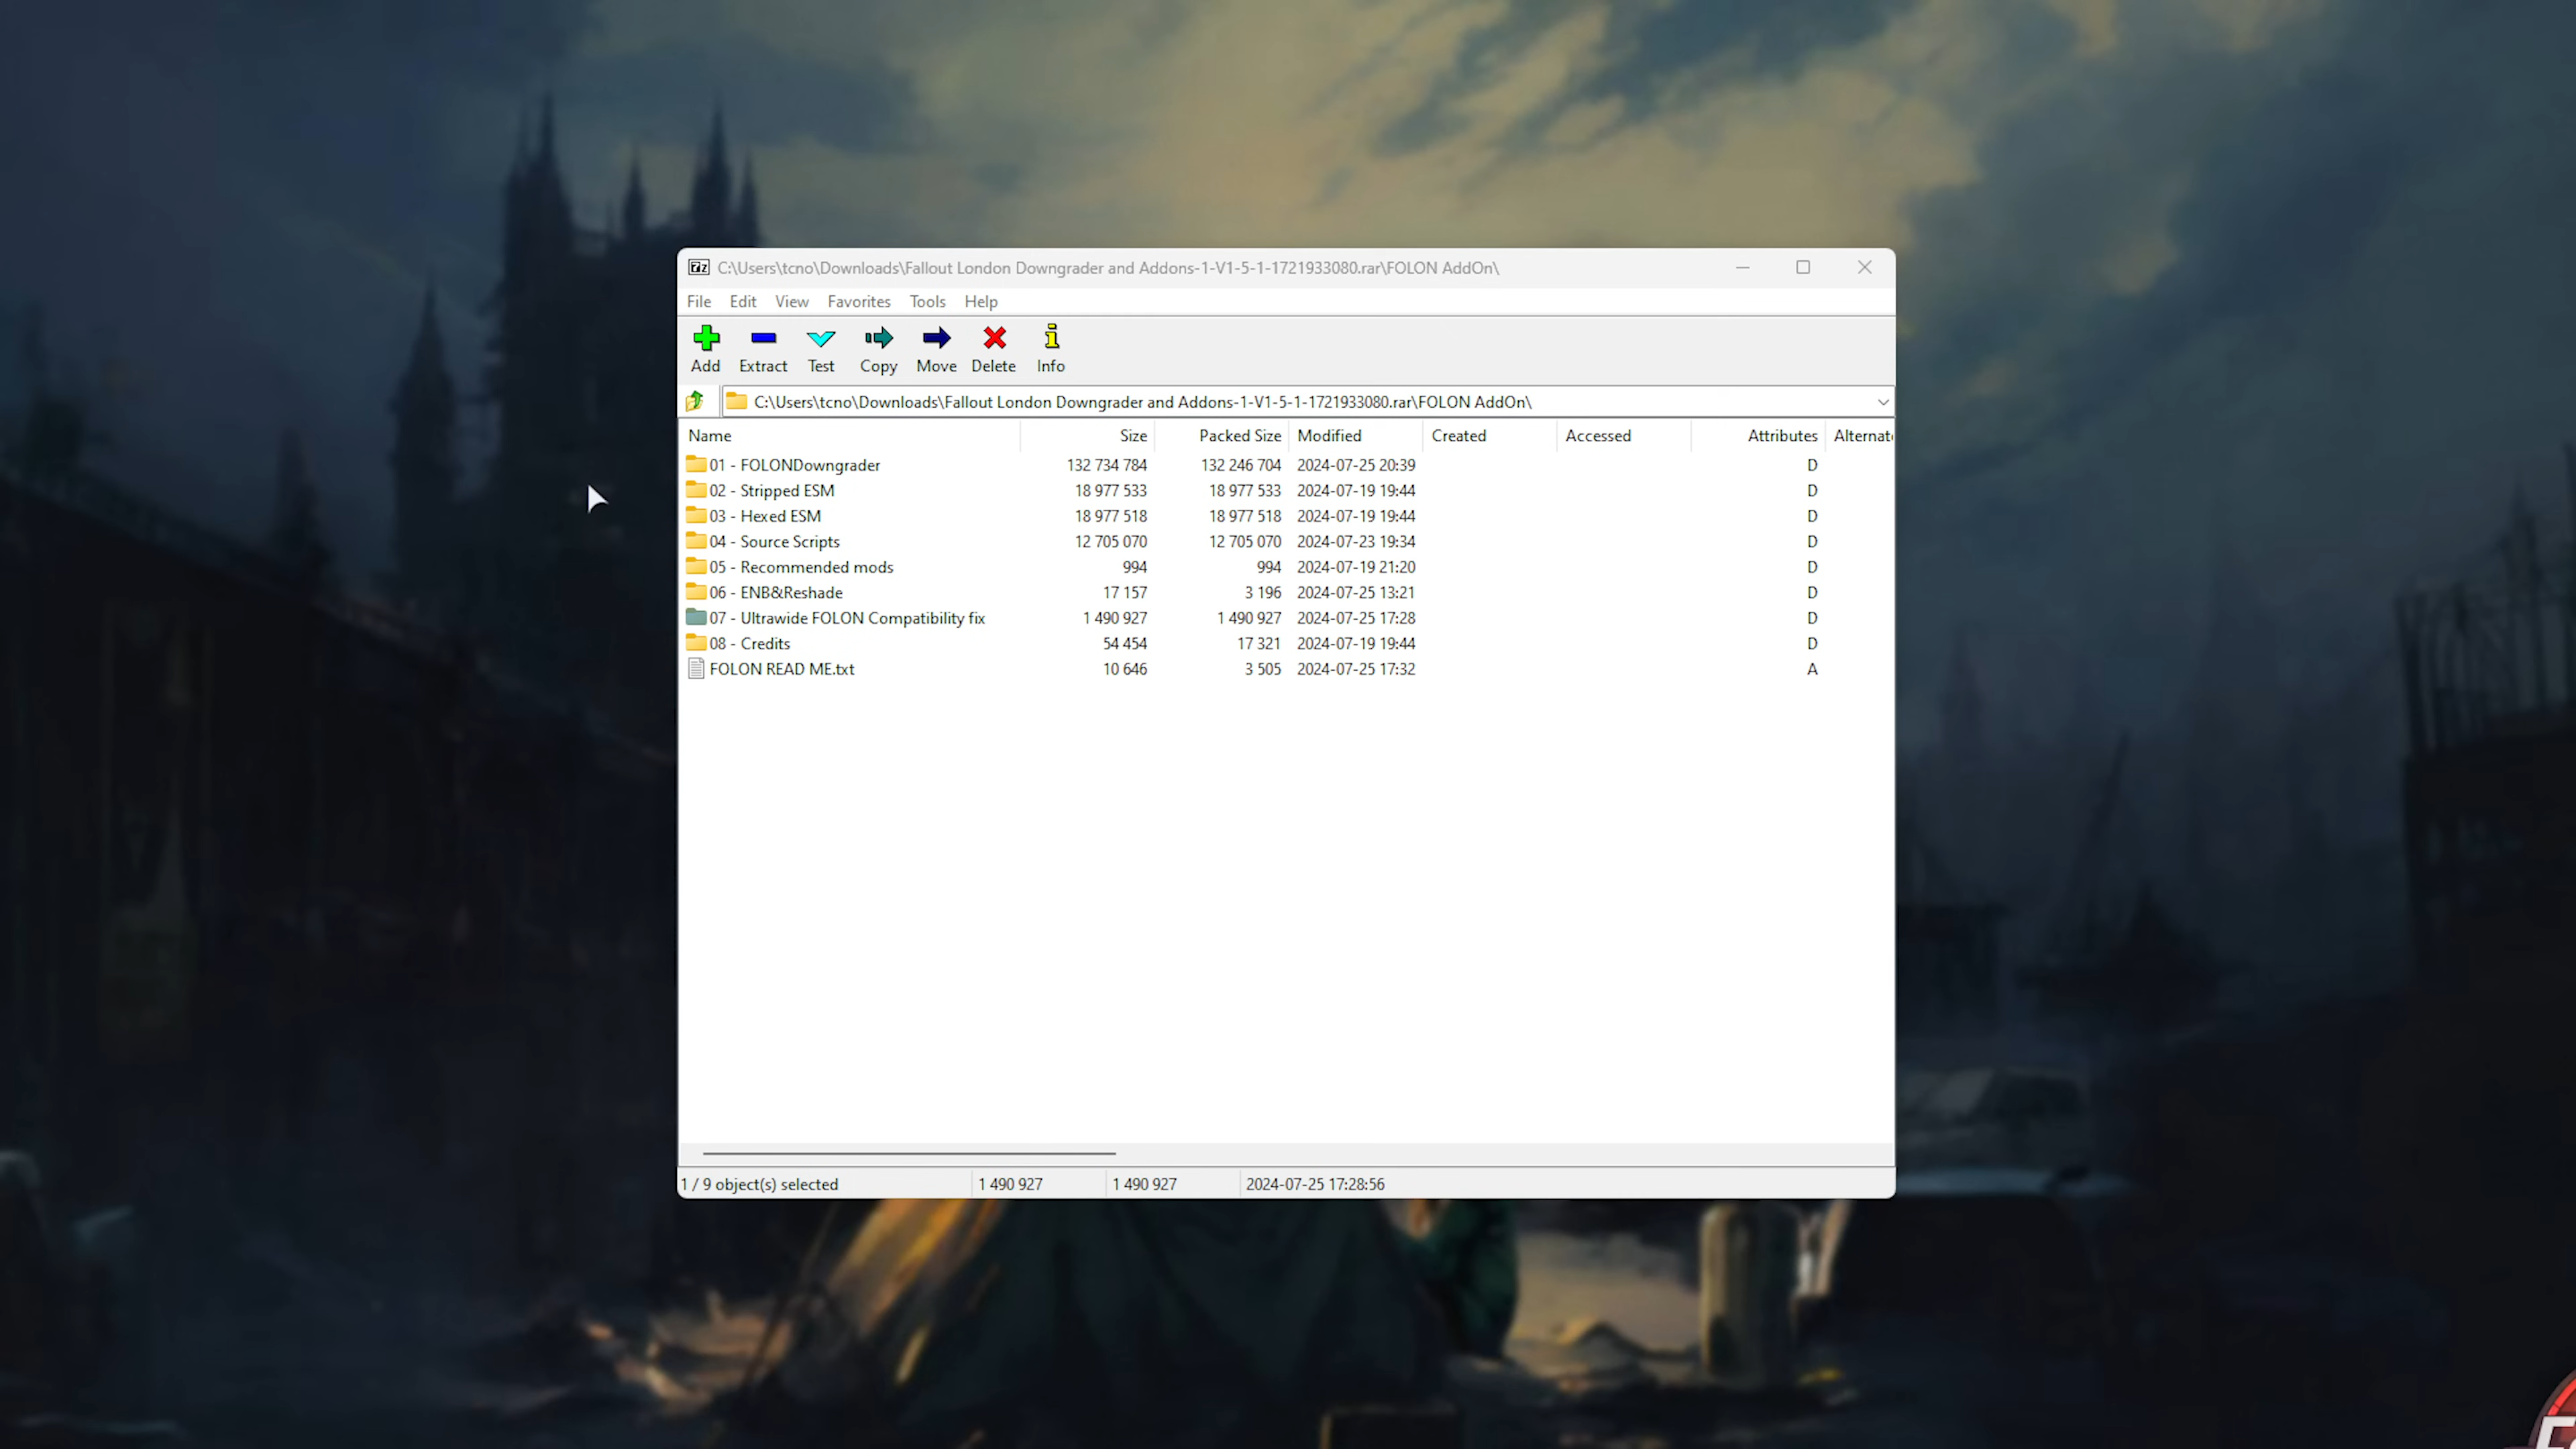 C:\Users\tcno\Downloads\Fallout London Downgrader and Addons-1-V1-5-1-1721933080.rar\FOLON AddOn\
File Edit View Favorites Tools Help
Add Extract Test Copy Move Delete Info
C:\Users\tcno\Downloads\Fallout London Downgrader and Addons-1-V1-5-1-1721933080.rar\FOLON AddOn\
Name Size Packed Size Modified Created Accessed Attributes Alternat
01 - FOLONDowngrader 132 734 784 132 246 704 2024-07-25 20:39 D
02 - Stripped ESM 18 977 533 18 977 533 2024-07-19 19:44 D
03 - Hexed ESM 18 977 518 18 977 518 2024-07-19 19:44 D
04 - Source Scripts 12 705 070 12 705 070 2024-07-23 19:34 D
05 - Recommended mods 994 994 2024-07-19 21:20 D
06 - ENB&Reshade 17 157 3 196 2024-07-25 13:21 D
07 - Ultrawide FOLON Compatibility fix 1 490 927 1 490 927 2024-07-25 17:28 D
08 - Credits 54 454 17 321 2024-07-19 19:44 D
FOLON READ ME.txt 10 646 3 505 2024-07-25 17:32 A
1 / 9 object(s) selected 1 490 927 1 490 927 2024-07-25 17:28:56